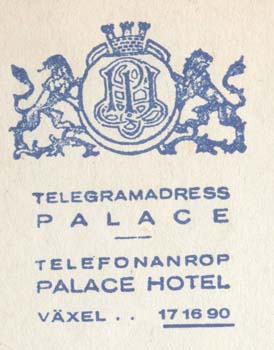 TELEGRAMADRESS
PALACE
TELEFONANROP
PALACE HOTEL
VÄXEL . . 17 16 90